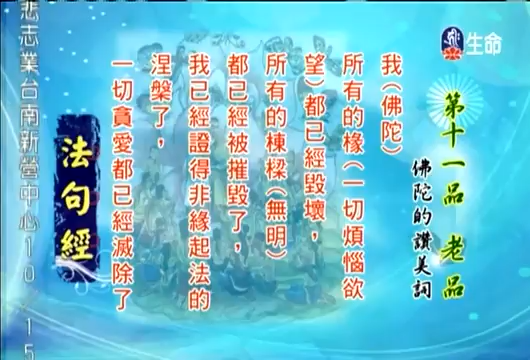 生命
第十一品 老品
佛陀的讚美詞
我(佛陀)
所有的椽(一切煩惱欲
望)都已經毀壞，
所有的棟樑(無明)
都已經被摧毀了，
我已經證得非緣起法的
涅槃了，
一切貪愛都已經滅除了
法句經
悲志業台南新營中心10／15